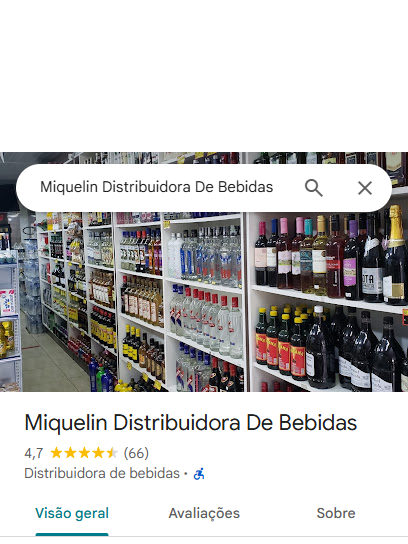 Miquelin Distribuidora De Bebidas
Miquelin Distribuidora De Bebidas
4,7 (66)
Distribuidora de bebidas ·
Visão geral Avaliações Sobre